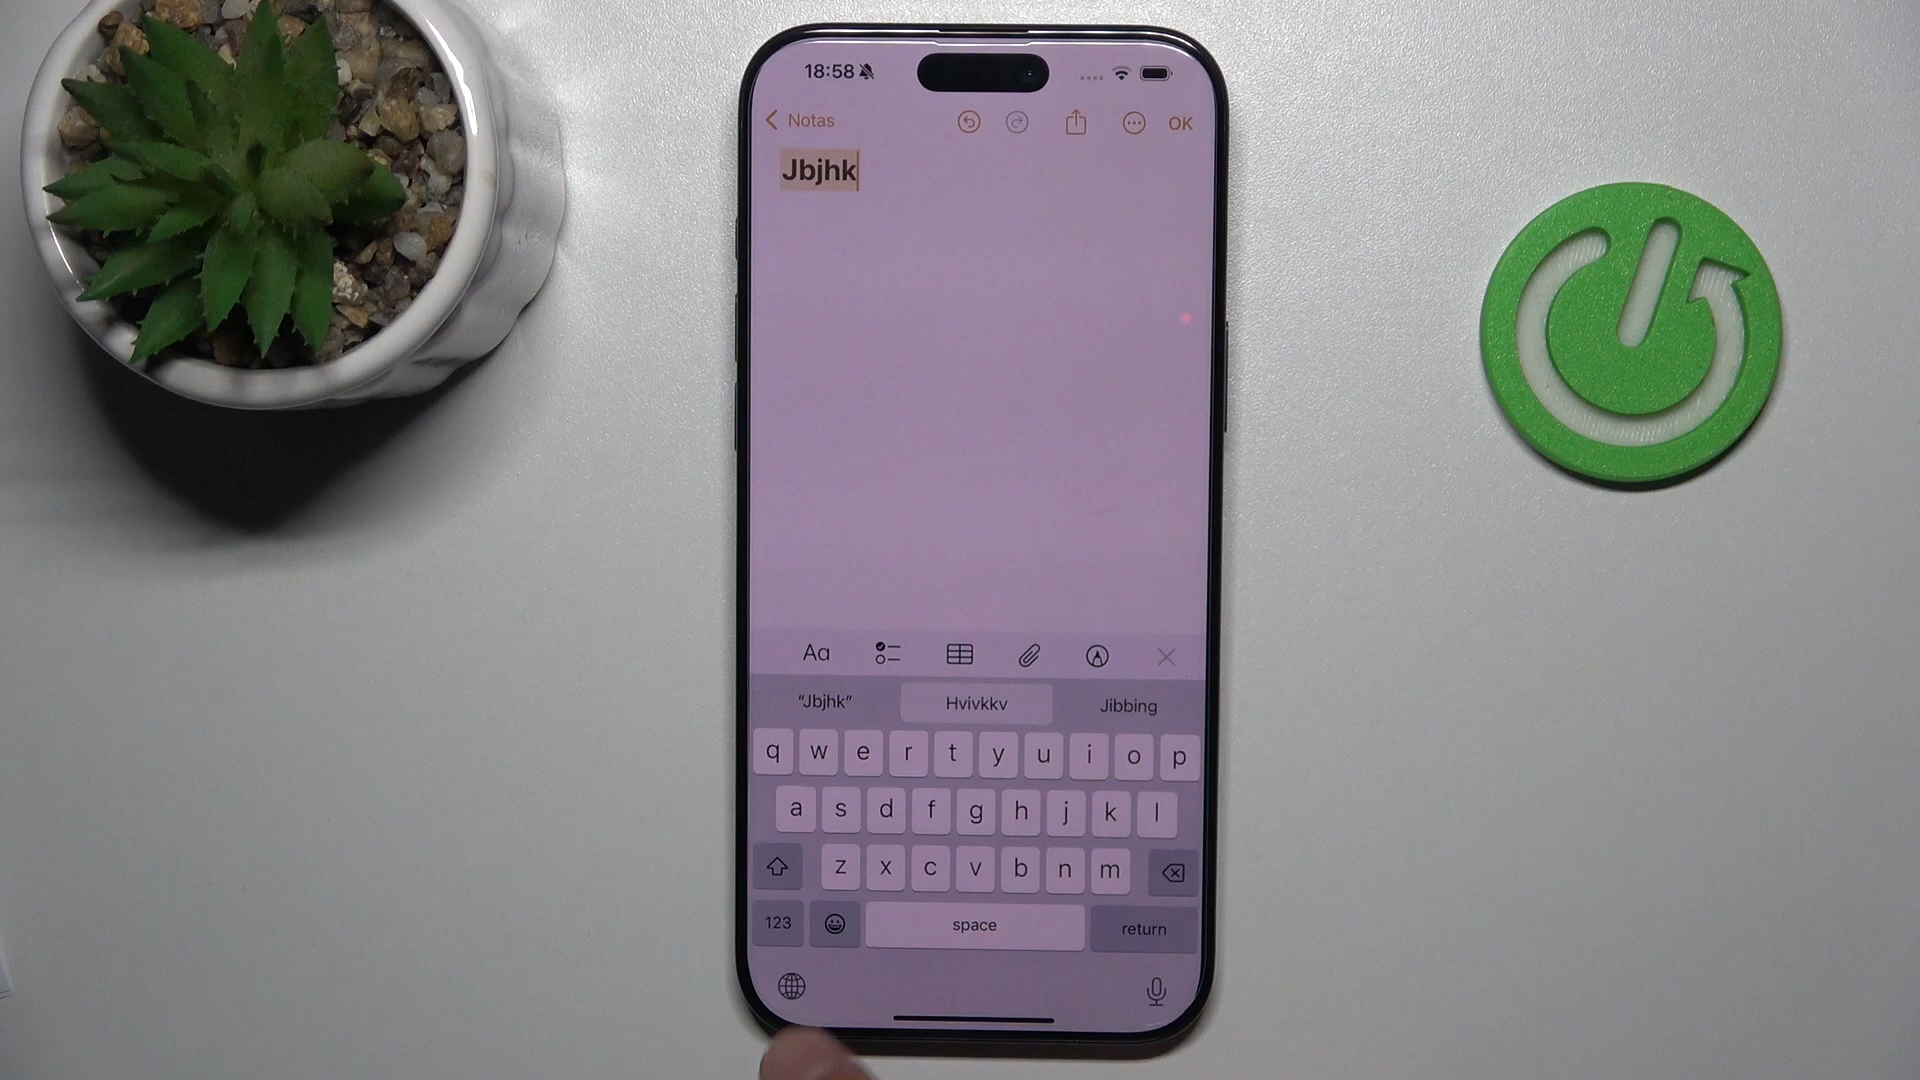 18:58
Notas
OK
Jbjhk
Aa
“Jbjhk” Hvivkkv Jibbing
q w e r t y u i o p
a s d f g h j k l
z x c v b n m
123 space return